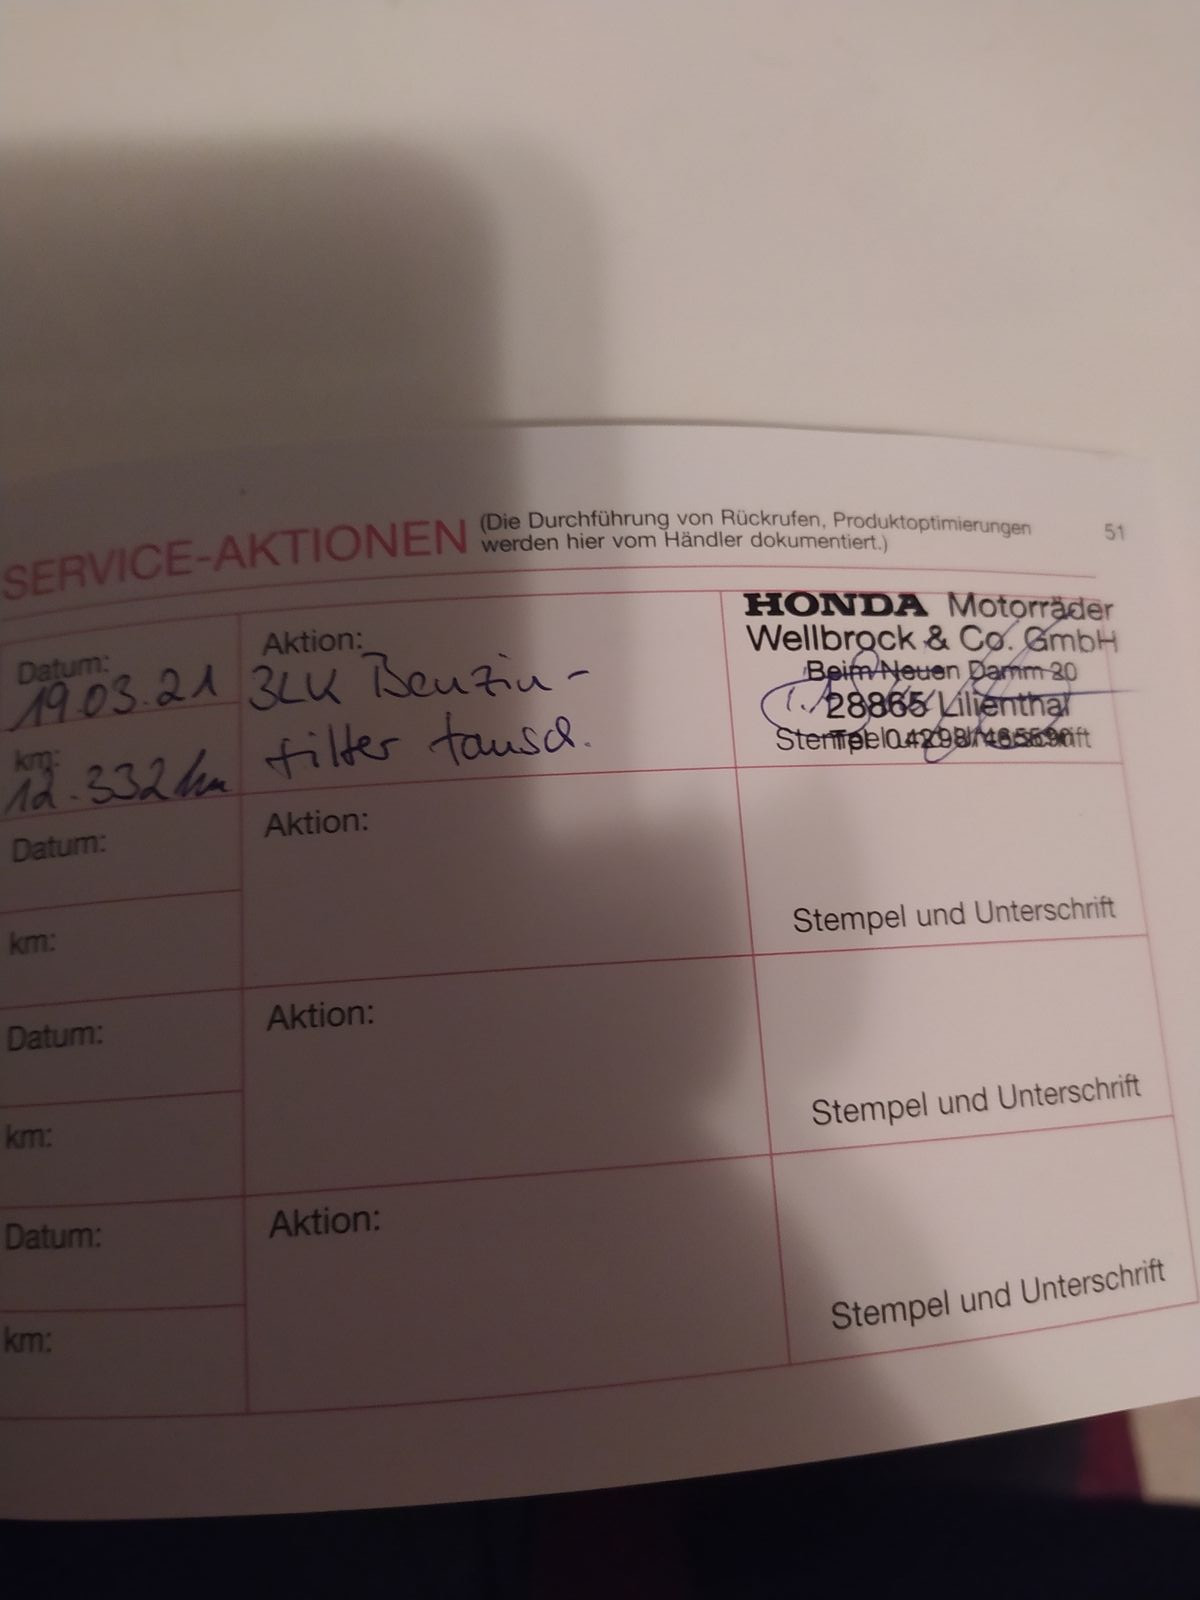 SERVICE-AKTIONEN (Die Durchführung von Rückrufen, Produktoptimierungen
werden hier vom Händler dokumentiert.)
51
Datum:
19.03.21
km:
12.332 km
Aktion:
3LK Benzin-
filter tausch.
HONDA Motorräder
Wellbrock & Co. GmbH
Beim Neuen Damm 20
28865 Lilienthal
Tel. 04298/
Datum:
km:
Aktion:
Stempel und Unterschrift
Datum:
km:
Aktion:
Stempel und Unterschrift
Datum:
km:
Aktion:
Stempel und Unterschrift